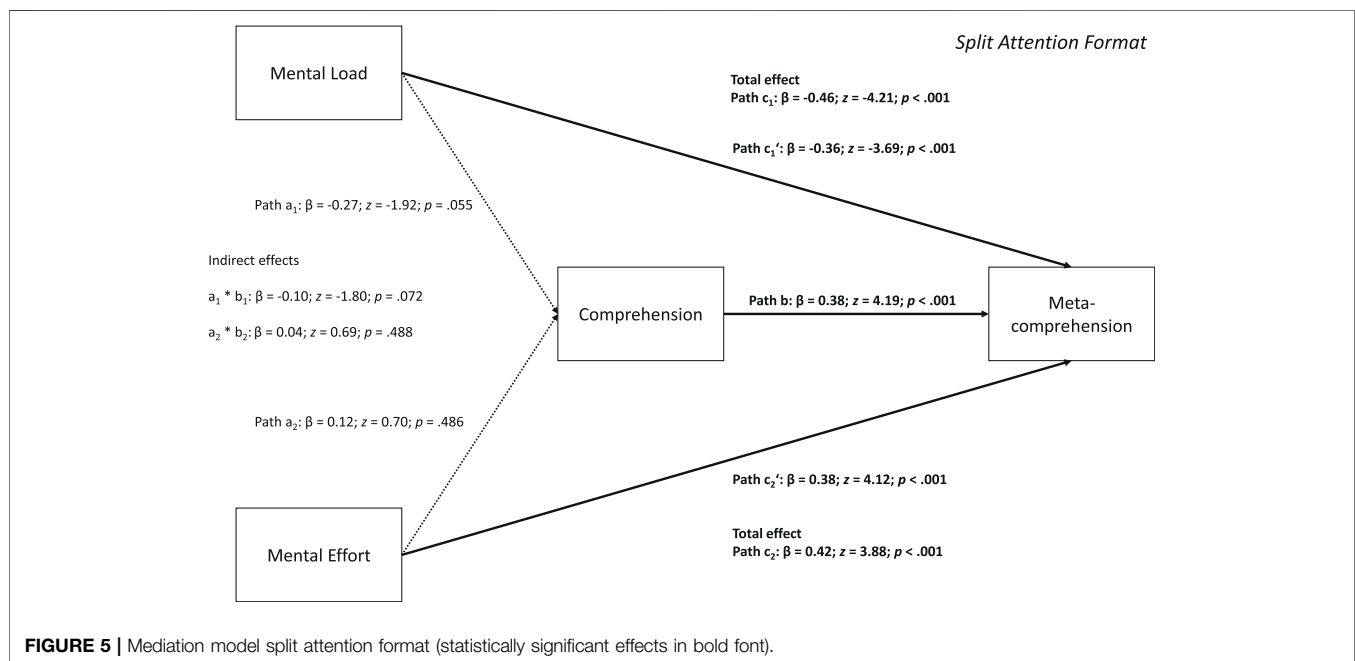 Split Attention Format
Mental Load
Total effect
Path c₁: β = -0.46; z = -4.21; p < .001
Path c₁‘: β = -0.36; z = -3.69; p < .001
Path a₁: β = -0.27; z = -1.92; p = .055
Indirect effects
a₁ * b₁: β = -0.10; z = -1.80; p = .072
a₂ * b₂: β = 0.04; z = 0.69; p = .488
Comprehension
Path b: β = 0.38; z = 4.19; p < .001
Meta-
comprehension
Path a₂: β = 0.12; z = 0.70; p = .486
Path c₂‘: β = 0.38; z = 4.12; p < .001
Mental Effort
Total effect
Path c₂: β = 0.42; z = 3.88; p < .001
FIGURE 5 | Mediation model split attention format (statistically significant effects in bold font).